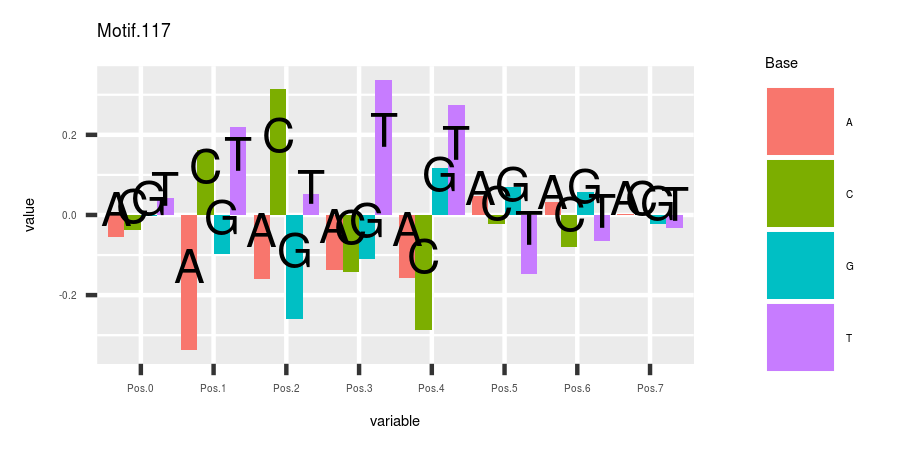 Motif.117
Base
A
C
G
T
value
0.2
0.0
-0.2
A C G T A C G T A C G T A C G T A C G T A C G T A C G T A C G T
Pos.0 Pos.1 Pos.2 Pos.3 Pos.4 Pos.5 Pos.6 Pos.7
variable